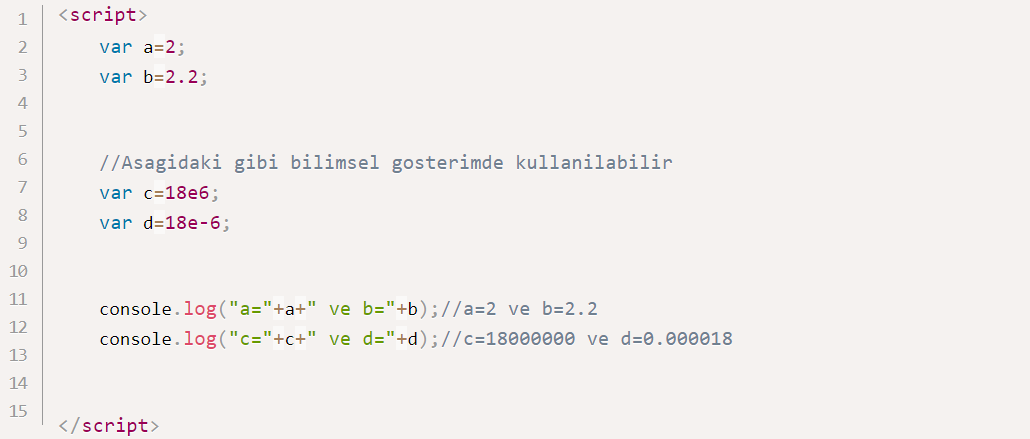 1 <script>
2     var a=2;
3     var b=2.2;
4
5
6     //Asagidaki gibi bilimsel gosterimde kullanilabilir
7     var c=18e6;
8     var d=18e-6;
9
10
11     console.log("a="+a+" ve b="+b);//a=2 ve b=2.2
12     console.log("c="+c+" ve d="+d);//c=18000000 ve d=0.000018
13
14
15 </script>